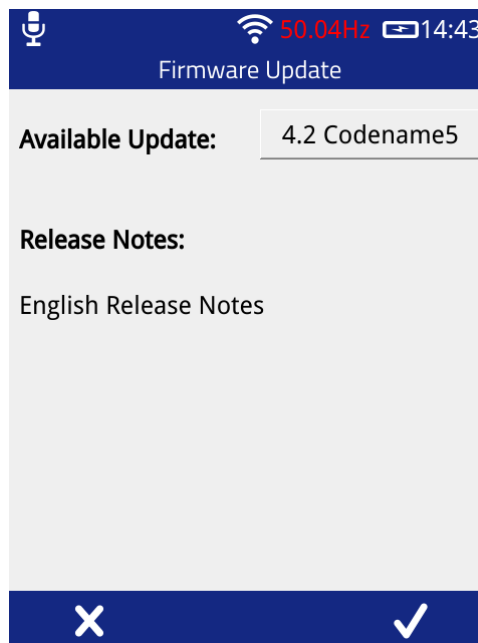 50.04Hz 14:43
Firmware Update
Available Update: 4.2 Codename5
Release Notes:
English Release Notes